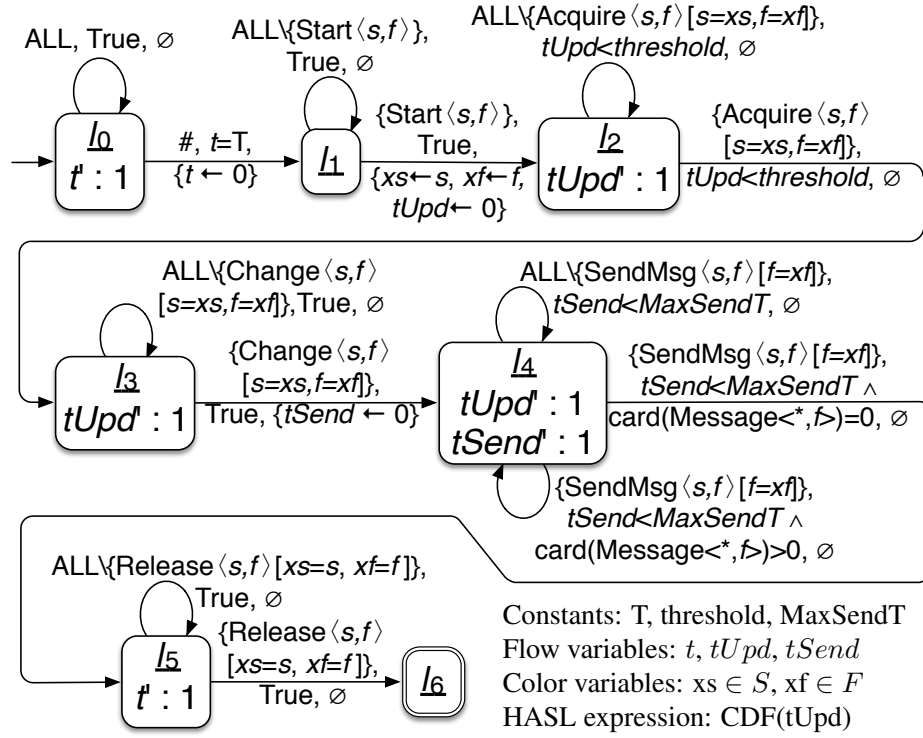 ALL, True, ∅
l0
t' : 1
#, t=T,
{t ← 0}
ALL\{Start⟨s,f⟩},
True, ∅
l1
{Start⟨s,f⟩},
True,
{xs←s, xf←f,
tUpd← 0}
ALL\{Acquire⟨s,f⟩[s=xs,f=xf]},
tUpd<threshold, ∅
l2
tUpd' : 1
{Acquire⟨s,f⟩
[s=xs,f=xf]},
tUpd<threshold, ∅
ALL\{Change⟨s,f⟩
[s=xs,f=xf]},True, ∅
l3
tUpd' : 1
{Change⟨s,f⟩
[s=xs,f=xf]},
True, {tSend ← 0}
ALL\{SendMsg⟨s,f⟩[f=xf]},
tSend<MaxSendT, ∅
l4
tUpd' : 1
tSend' : 1
{SendMsg⟨s,f⟩[f=xf]},
tSend<MaxSendT ∧
card(Message<*,f>)=0, ∅
{SendMsg⟨s,f⟩[f=xf]},
tSend<MaxSendT ∧
card(Message<*,f>)>0, ∅
ALL\{Release⟨s,f⟩[xs=s, xf=f]},
True, ∅
l5
t' : 1
{Release⟨s,f⟩
[xs=s, xf=f]},
True, ∅
l6
Constants: T, threshold, MaxSendT
Flow variables: t, tUpd, tSend
Color variables: xs ∈ S, xf ∈ F
HASL expression: CDF(tUpd)